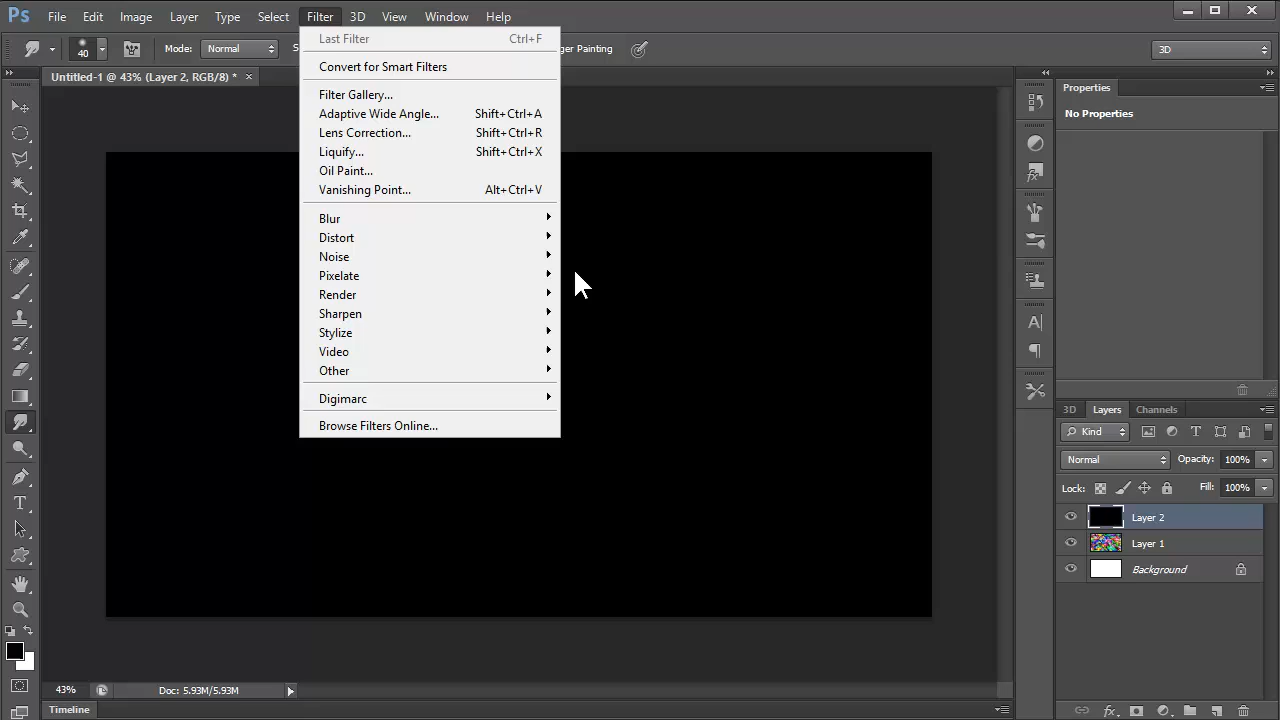 Ps File Edit Image Layer Type Select Filter 3D View Window Help
40 Mode: Normal S ger Painting 3D
Untitled-1 @ 43% (Layer 2, RGB/8) * ×
Last Filter Ctrl+F
Convert for Smart Filters
Filter Gallery...
Adaptive Wide Angle... Shift+Ctrl+A
Lens Correction... Shift+Ctrl+R
Liquify... Shift+Ctrl+X
Oil Paint...
Vanishing Point... Alt+Ctrl+V
Blur
Distort
Noise
Pixelate
Render
Sharpen
Stylize
Video
Other
Digimarc
Browse Filters Online...
Properties
No Properties
3D Layers Channels
Kind
Normal Opacity: 100%
Lock: Fill: 100%
Layer 2
Layer 1
Background
43% Doc: 5.93M/5.93M
Timeline